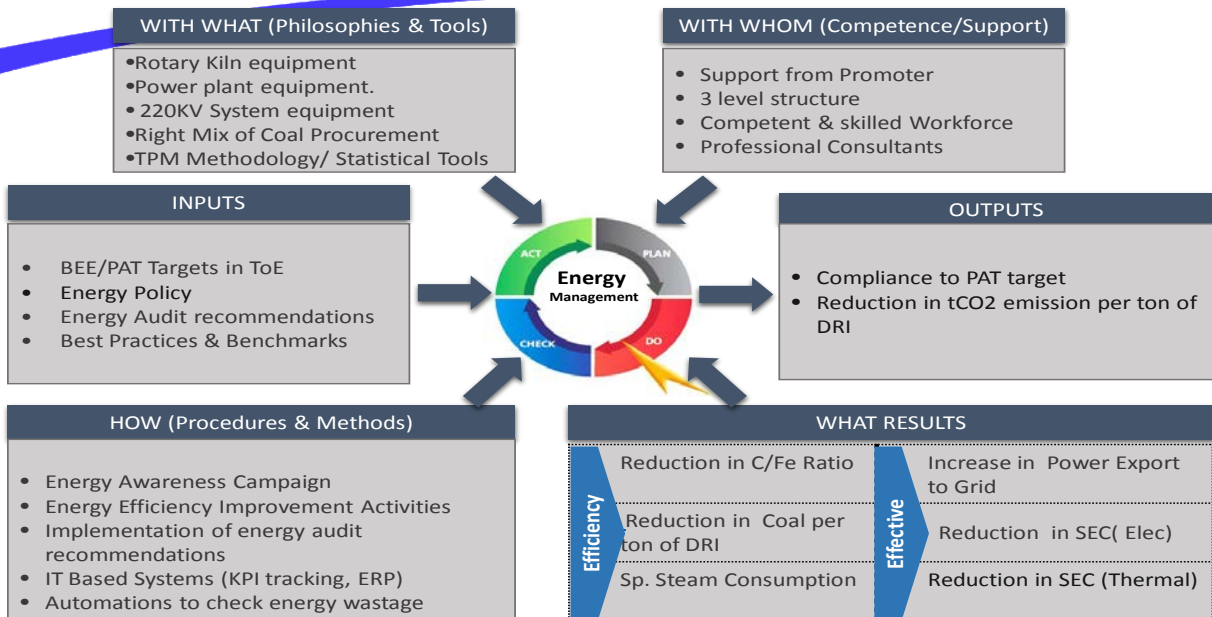 WITH WHAT (Philosophies & Tools)
•Rotary Kiln equipment
•Power plant equipment.
• 220KV System equipment
•Right Mix of Coal Procurement
•TPM Methodology/ Statistical Tools
WITH WHOM (Competence/Support)
• Support from Promoter
• 3 level structure
• Competent & skilled Workforce
• Professional Consultants
INPUTS
• BEE/PAT Targets in ToE
• Energy Policy
• Energy Audit recommendations
• Best Practices & Benchmarks
ACT
PLAN
Energy
Management
CHECK
DO
OUTPUTS
• Compliance to PAT target
• Reduction in tCO2 emission per ton of
DRI
HOW (Procedures & Methods)
• Energy Awareness Campaign
• Energy Efficiency Improvement Activities
• Implementation of energy audit
recommendations
• IT Based Systems (KPI tracking, ERP)
• Automations to check energy wastage
WHAT RESULTS
Efficiency
Reduction in C/Fe Ratio
Reduction in Coal per
ton of DRI
Sp. Steam Consumption
Effective
Increase in Power Export
to Grid
Reduction in SEC( Elec)
Reduction in SEC (Thermal)